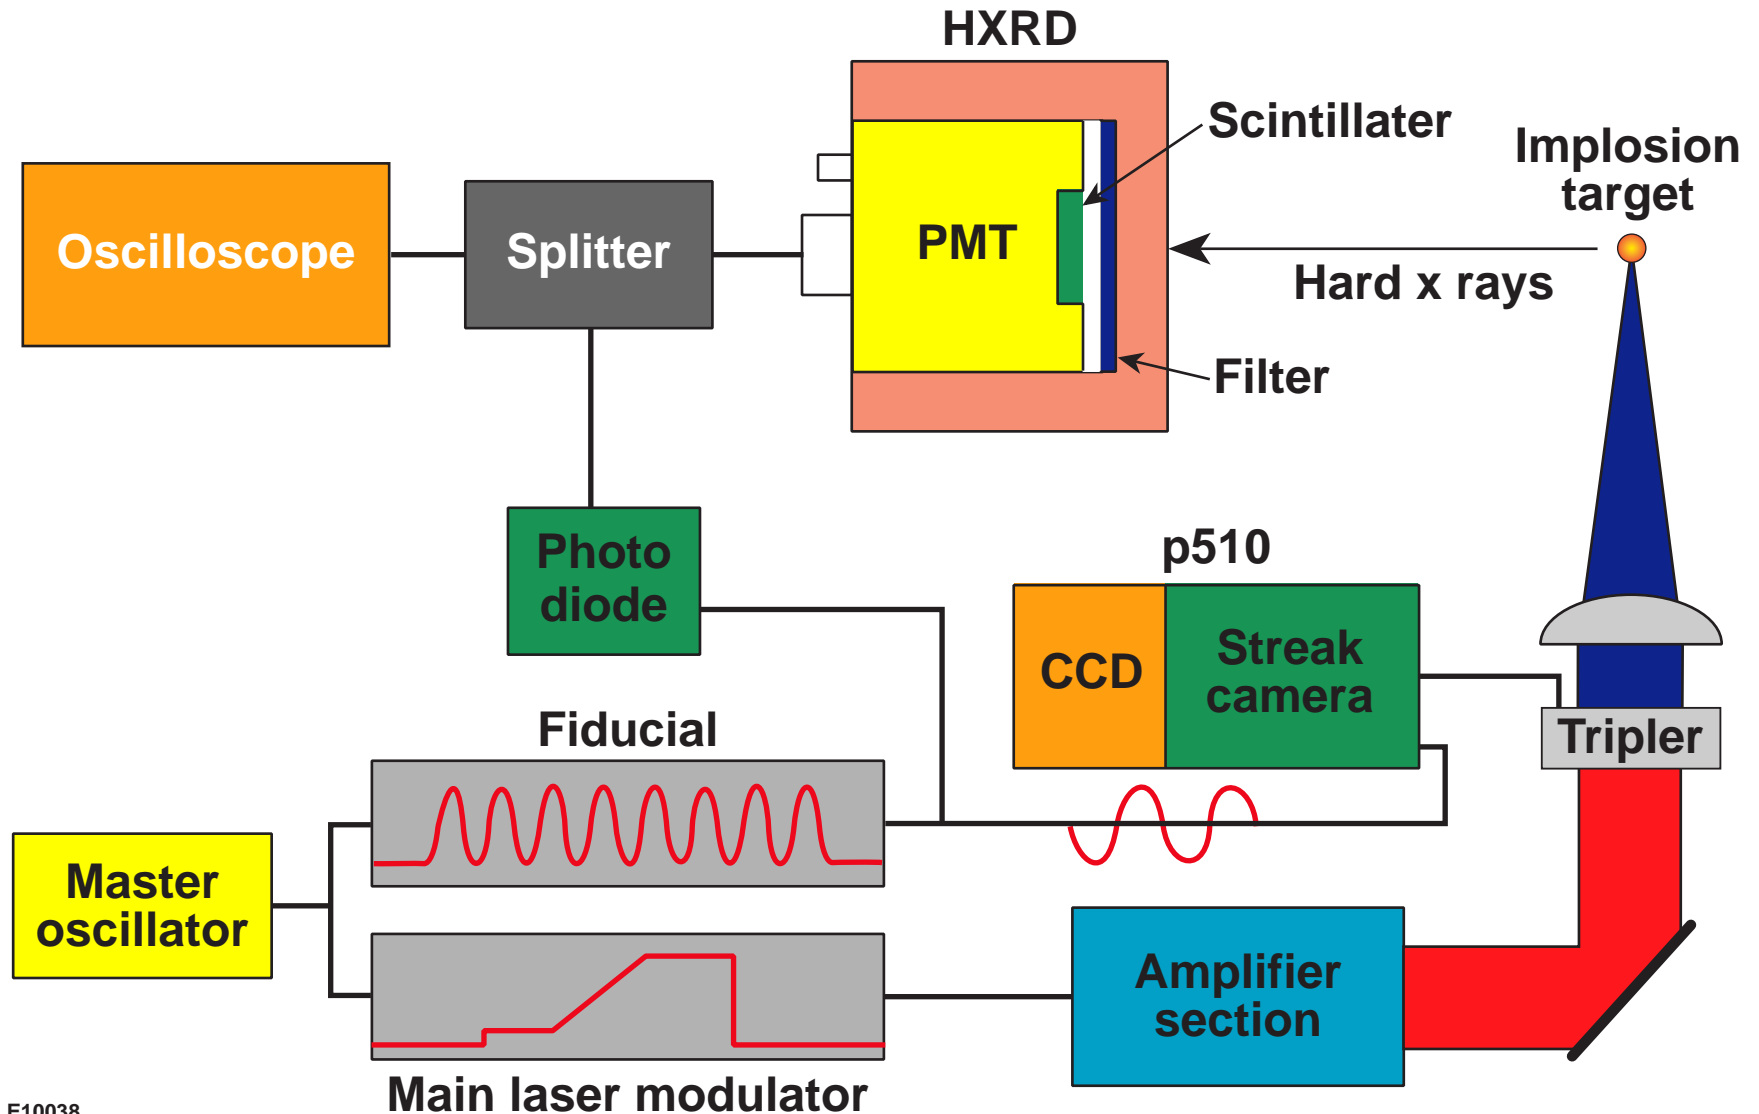 HXRD
Scintillater
Implosion
target
Oscilloscope
Splitter
PMT
Hard x rays
Filter
Photo
diode
p510
CCD
Streak
camera
Tripler
Fiducial
Master
oscillator
Amplifier
section
Main laser modulator
E10038